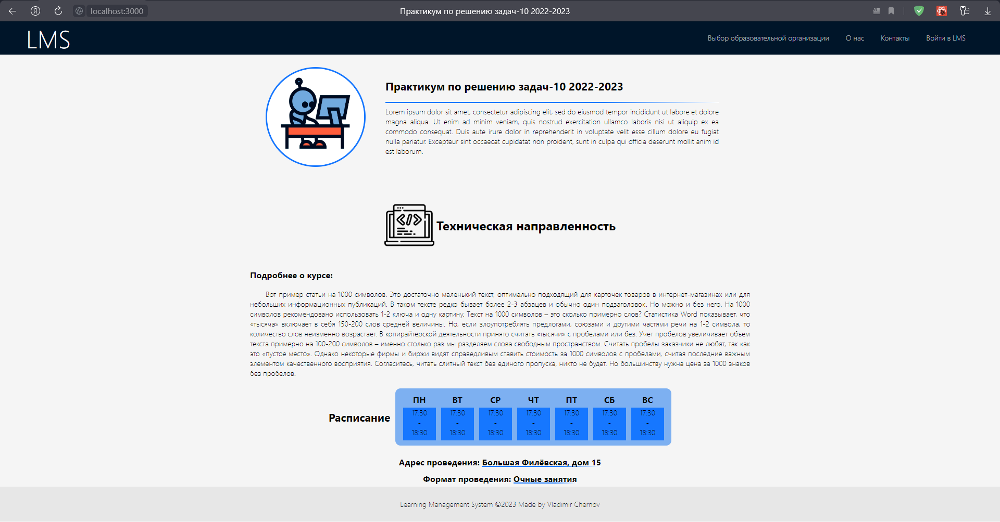 localhost:3000
Практикум по решению задач-10 2022-2023
LMS
Выбор образовательной организации
О нас
Контакты
Войти в LMS
Практикум по решению задач-10 2022-2023
Lorem ipsum dolor sit amet, consectetur adipiscing elit, sed do eiusmod tempor incididunt ut labore et dolore
magna aliqua. Ut enim ad minim veniam, quis nostrud exercitation ullamco laboris nisi ut aliquip ex ea
commodo consequat. Duis aute irure dolor in reprehenderit in voluptate velit esse cillum dolore eu fugiat
nulla pariatur. Excepteur sint occaecat cupidatat non proident, sunt in culpa qui officia deserunt mollit anim id
est laborum.
Техническая направленность
Подробнее о курсе:
Вот пример статьи на 1000 символов. Это достаточно маленький текст, оптимально подходящий для карточек товаров в интернет-магазинах или для
небольших информационных публикаций. В таком тексте редко бывает более 2-3 абзацев и обычно один подзаголовок. Но можно и без него. На 1000
символов рекомендовано использовать 1-2 ключа и одну картину. Текст на 1000 символов – это сколько примерно слов? Статистика Word показывает, что
«тысяча» включает в себя 150-200 слов средней величины. Но, если злоупотреблять предлогами, союзами и другими частями речи на 1-2 символа, то
количество слов неизменно возрастает. В копирайтерской деятельности принято считать «тысячи» с пробелами или без. Учет пробелов увеличивает объем
текста примерно на 100-200 символов – именно столько раз мы разделяем слова свободным пространством. Считать пробелы заказчики не любят, так как
это «пустое место». Однако некоторые фирмы и биржи видят справедливым ставить стоимость за 1000 символов с пробелами, считая последние важным
элементом качественного восприятия. Согласитесь, читать слитный текст без единого пропуска, никто не будет. Но большинству нужна цена за 1000 знаков
без пробелов.
Расписание
ПН ВТ СР ЧТ ПТ СБ ВС
17:30 17:30 17:30 17:30 17:30 17:30 17:30
- - - - - - -
18:30 18:30 18:30 18:30 18:30 18:30 18:30
Адрес проведения: Большая Филёвская, дом 15
Формат проведения: Очные занятия
Learning Management System ©2023 Made by Vladimir Chernov